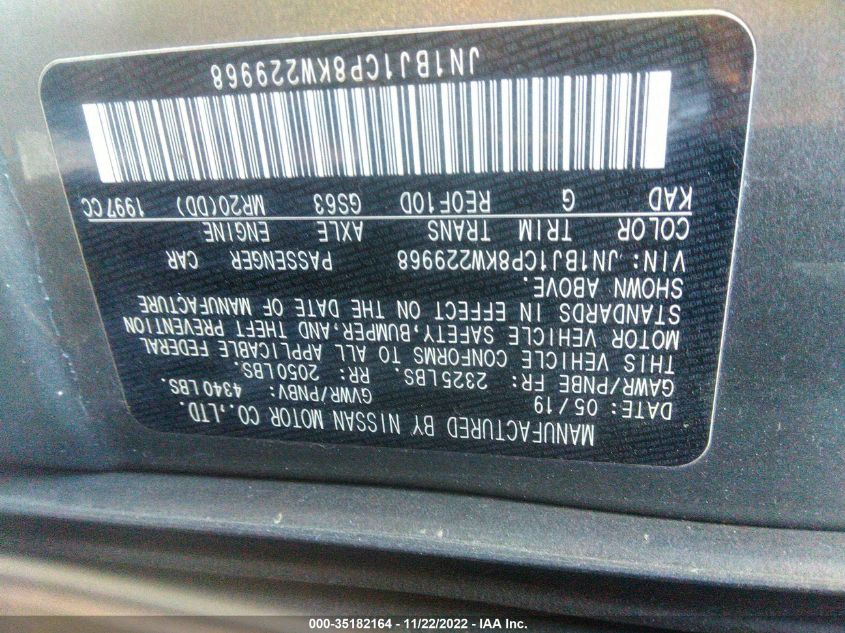 MANUFACTURED BY NISSAN MOTOR CO.,LTD.
DATE: 05/19 GVWR/PNBV: 4340 LBS.
GAWR/PNBE FR: 2325LBS. RR: 2050LBS.
THIS VEHICLE CONFORMS TO ALL APPLICABLE FEDERAL
MOTOR VEHICLE SAFETY,BUMPER,AND THEFT PREVENTION
STANDARDS IN EFFECT ON THE DATE OF MANUFACTURE
SHOWN ABOVE.
VIN: JN1BJ1CP8KW229968 PASSENGER CAR
COLOR TRIM TRANS AXLE ENGINE
KAD G RE0F10D GS63 MR20(DD) 1997CC
JN1BJ1CP8KW229968
000-35182164 - 11/22/2022 - IAA Inc.